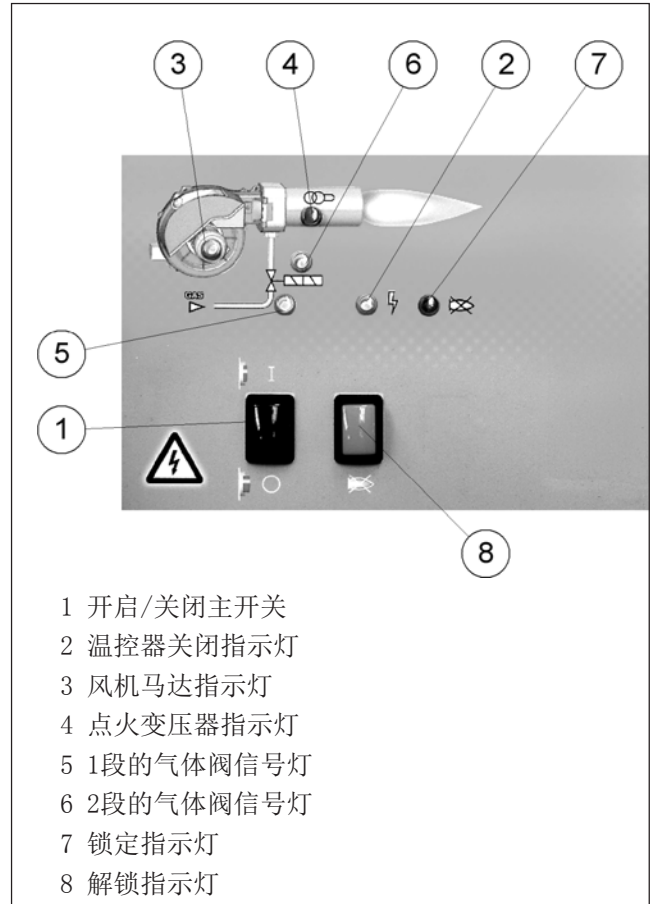 3 4 6 2 7
GAS
5
I
1
8
1 开启/关闭主开关
2 温控器关闭指示灯
3 风机马达指示灯
4 点火变压器指示灯
5 1段的气体阀信号灯
6 2段的气体阀信号灯
7 锁定指示灯
8 解锁指示灯